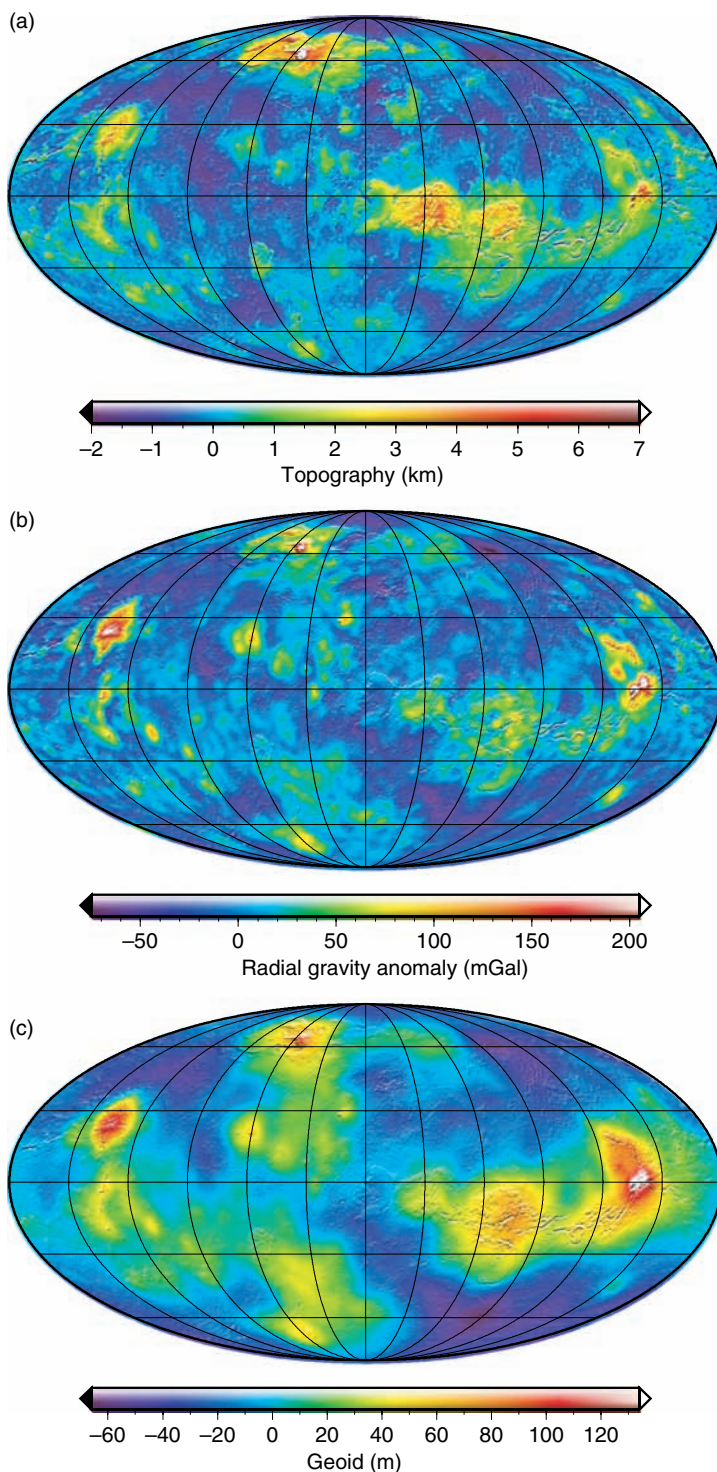 (a)
−2 −1 0 1 2 3 4 5 6 7
Topography (km)
(b)
−50 0 50 100 150 200
Radial gravity anomaly (mGal)
(c)
−60 −40 −20 0 20 40 60 80 100 120
Geoid (m)